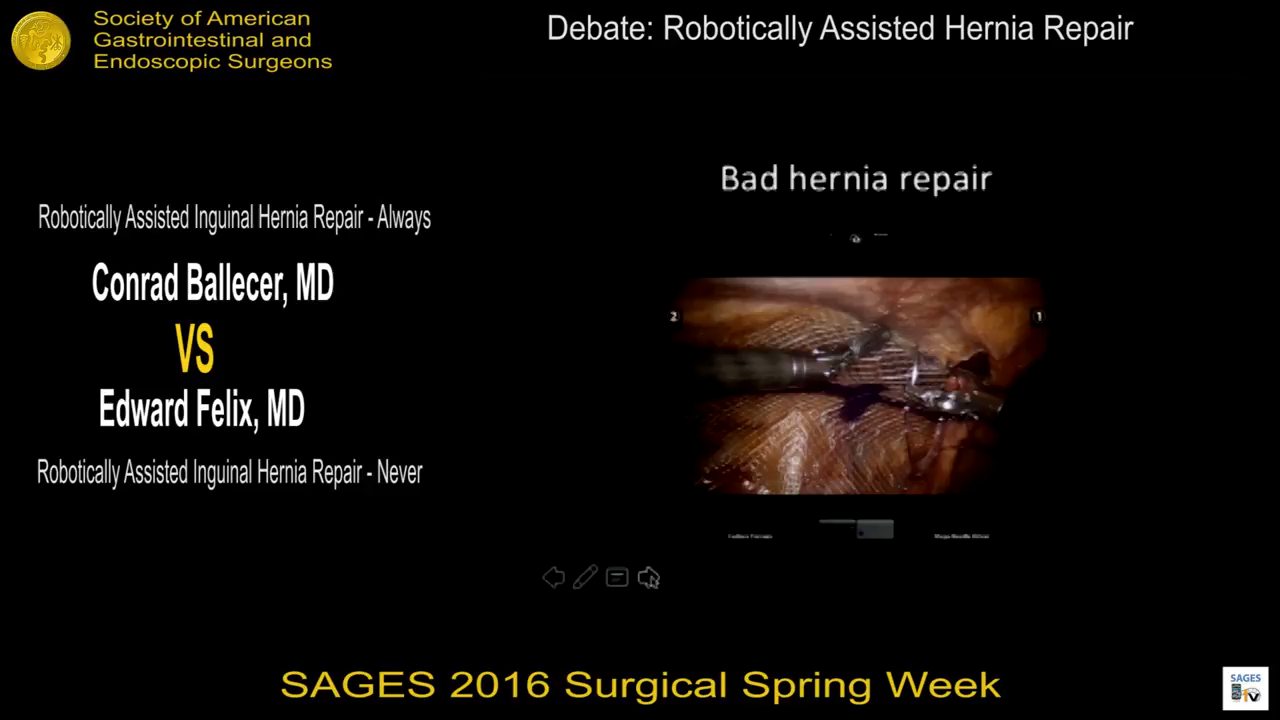 Society of American
Gastrointestinal and
Endoscopic Surgeons
Debate: Robotically Assisted Hernia Repair
Robotically Assisted Inguinal Hernia Repair - Always
Conrad Ballecer, MD
VS
Edward Felix, MD
Robotically Assisted Inguinal Hernia Repair - Never
Bad hernia repair
2
1
SAGES 2016 Surgical Spring Week
SAGES
TV